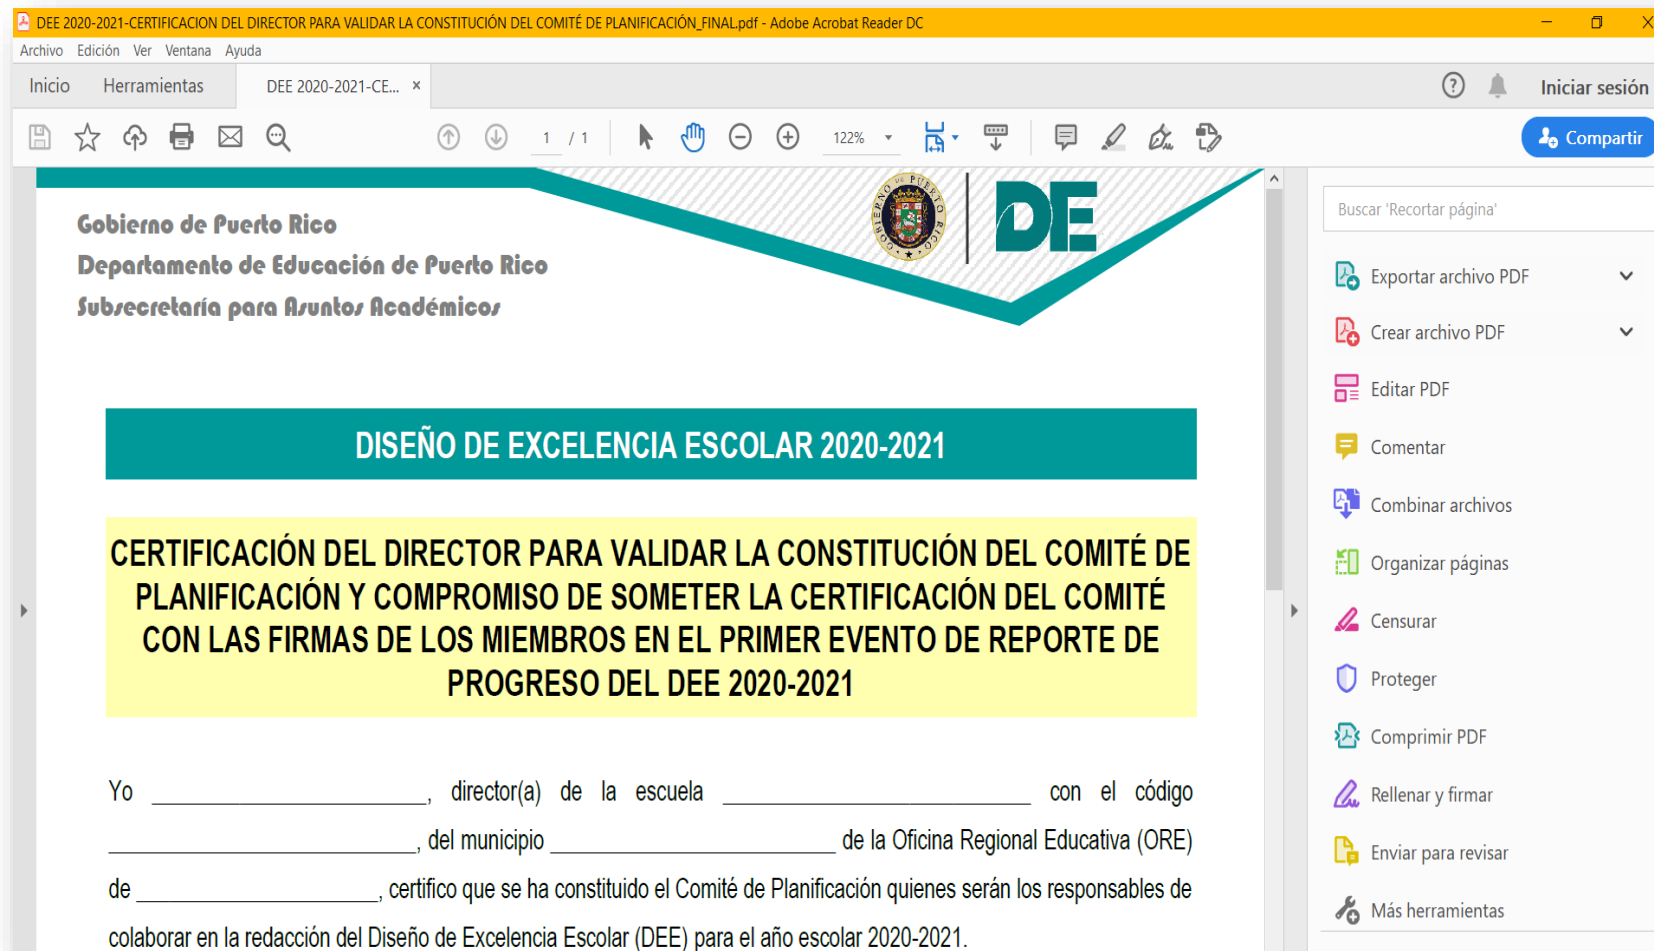 DEE 2020-2021-CERTIFICACION DEL DIRECTOR PARA VALIDAR LA CONSTITUCIÓN DEL COMITÉ DE PLANIFICACIÓN_FINAL.pdf - Adobe Acrobat Reader DC
Archivo Edición Ver Ventana Ayuda
Inicio Herramientas DEE 2020-2021-CE... × Iniciar sesión
1 / 1 122% Compartir
GOBIERNO DE PUERTO RICO
DE
Gobierno de Puerto Rico
Departamento de Educación de Puerto Rico
Subsecretaría para Asuntos Académicos
DISEÑO DE EXCELENCIA ESCOLAR 2020-2021
CERTIFICACIÓN DEL DIRECTOR PARA VALIDAR LA CONSTITUCIÓN DEL COMITÉ DE
PLANIFICACIÓN Y COMPROMISO DE SOMETER LA CERTIFICACIÓN DEL COMITÉ
CON LAS FIRMAS DE LOS MIEMBROS EN EL PRIMER EVENTO DE REPORTE DE
PROGRESO DEL DEE 2020-2021
Yo ____________________, director(a) de la escuela ______________________ con el código
______________________, del municipio _____________________ de la Oficina Regional Educativa (ORE)
de __________________, certifico que se ha constituido el Comité de Planificación quienes serán los responsables de
colaborar en la redacción del Diseño de Excelencia Escolar (DEE) para el año escolar 2020-2021.
Buscar 'Recortar página'
Exportar archivo PDF
Crear archivo PDF
Editar PDF
Comentar
Combinar archivos
Organizar páginas
Censurar
Proteger
Comprimir PDF
Rellenar y firmar
Enviar para revisar
Más herramientas